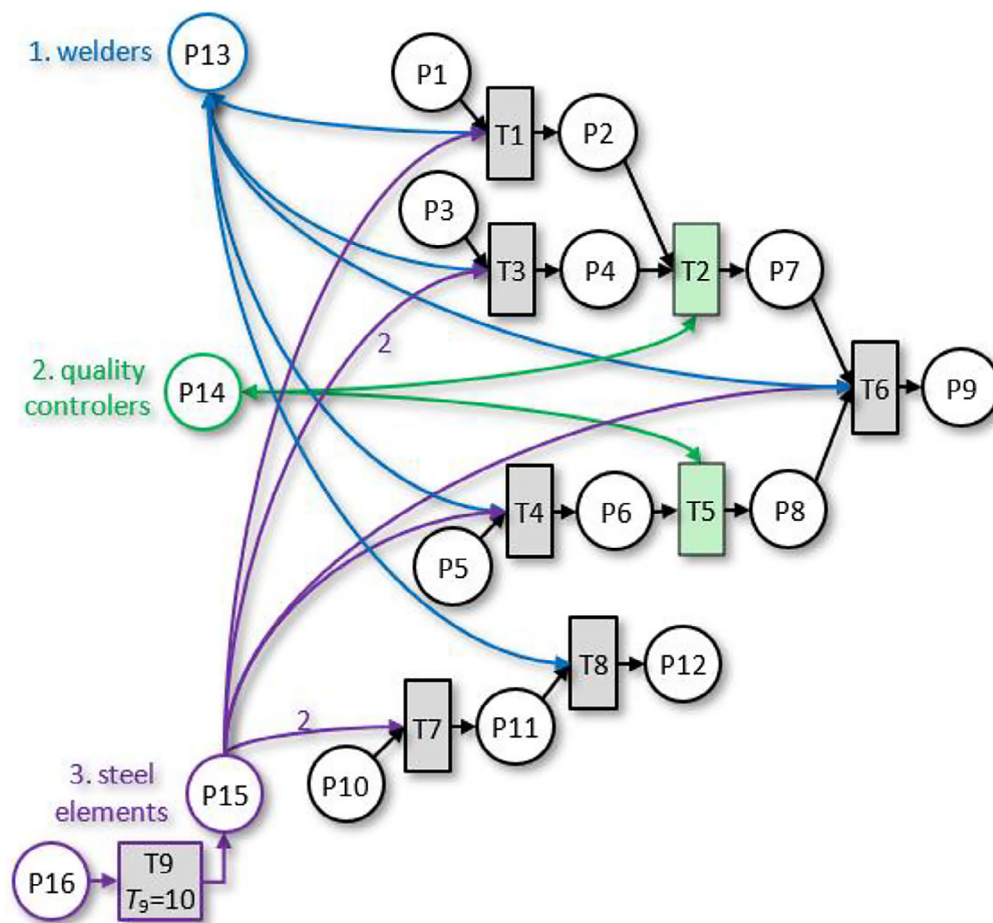 1. welders
P13
P1
T1
P2
P3
T3
P4
T2
P7
2
2. quality
controlers
P14
T6
P9
T4
P6
T5
P8
P5
T8
P12
2
T7
P11
P10
3. steel
elements
P15
P16
T9
T9=10